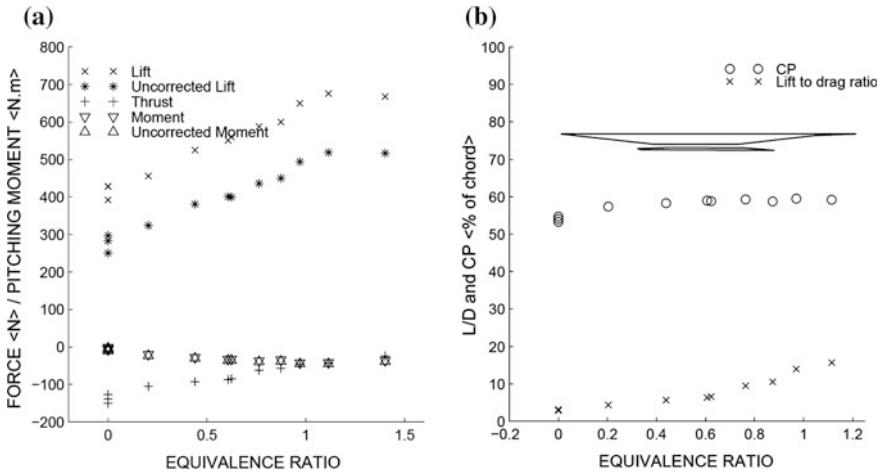 (a)
800
700
600
500
400
300
200
100
0
−100
−200
FORCE <N> / PITCHING MOMENT <N.m>
Lift
Uncorrected Lift
Thrust
Moment
Uncorrected Moment
0
0.5
1
1.5
EQUIVALENCE RATIO
(b)
100
90
80
70
60
50
40
30
20
10
0
L/D and CP <% of chord>
CP
Lift to drag ratio
−0.2
0
0.2
0.4
0.6
0.8
1.0
1.2
EQUIVALENCE RATIO